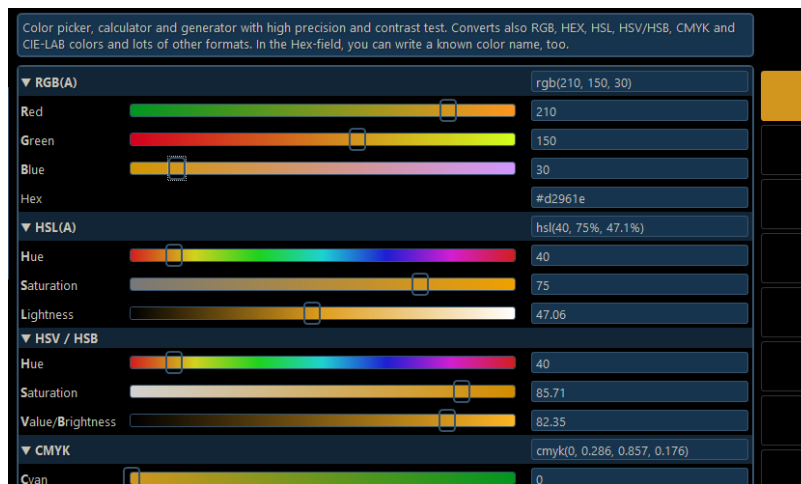 Color picker, calculator and generator with high precision and contrast test. Converts also RGB, HEX, HSL, HSV/HSB, CMYK and
CIE-LAB colors and lots of other formats. In the Hex-field, you can write a known color name, too.
▼ RGB(A) rgb(210, 150, 30)
Red 210
Green 150
Blue 30
Hex #d2961e
▼ HSL(A) hsl(40, 75%, 47.1%)
Hue 40
Saturation 75
Lightness 47.06
▼ HSV / HSB
Hue 40
Saturation 85.71
Value/Brightness 82.35
▼ CMYK cmyk(0, 0.286, 0.857, 0.176)
Cyan 0